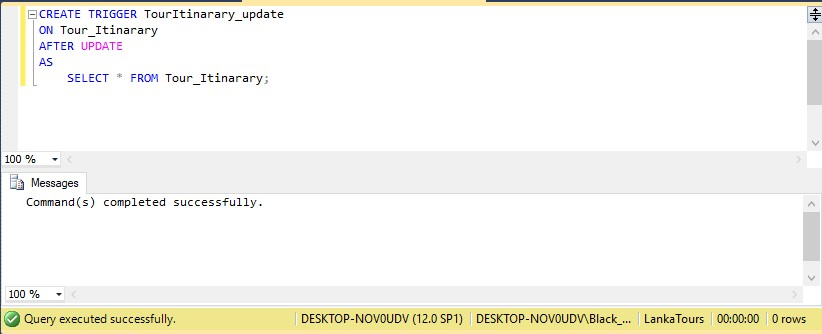 CREATE TRIGGER TourItinarary_update
ON Tour_Itinarary
AFTER UPDATE
AS
SELECT * FROM Tour_Itinarary;
100 %
Messages
Command(s) completed successfully.
100 %
Query executed successfully. DESKTOP-NOV0UDV (12.0 SP1) DESKTOP-NOV0UDV\Black_... LankaTours 00:00:00 0 rows